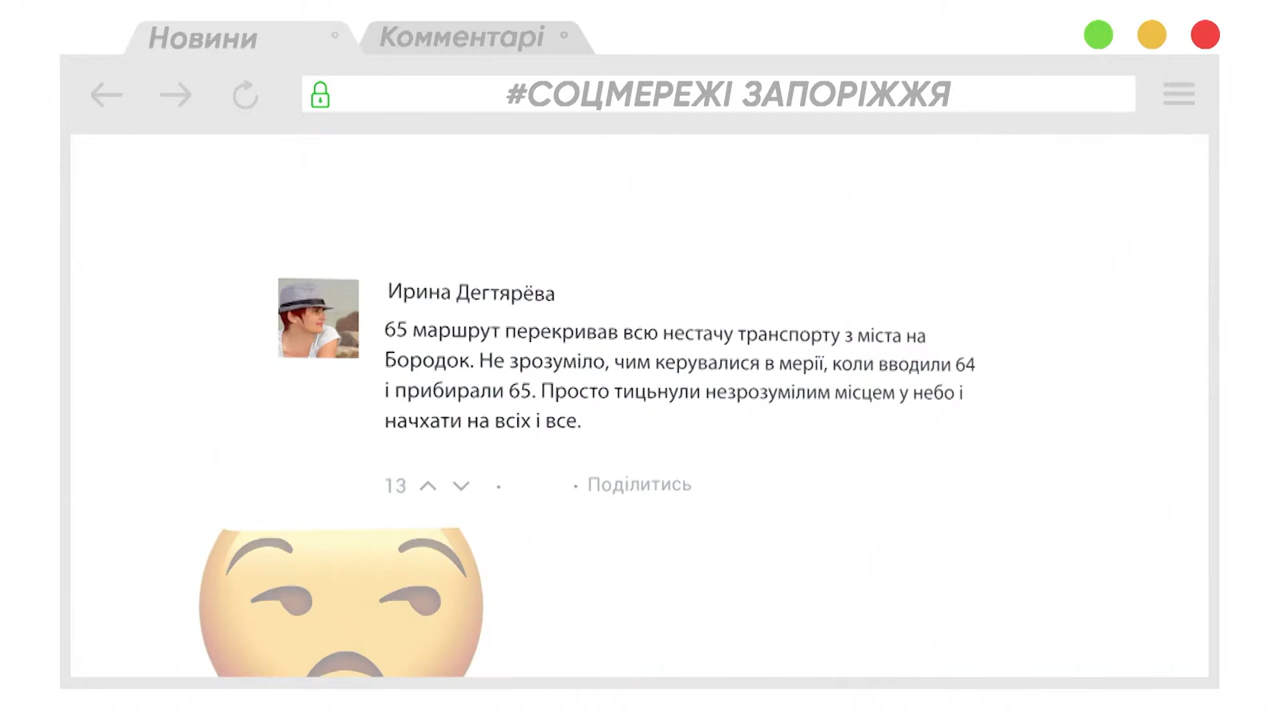 Новини
Комментарі
#СОЦМЕРЕЖІ ЗАПОРІЖЖЯ
Ирина Дегтярёва
65 маршрут перекривав всю нестачу транспорту з міста на
Бородок. Не зрозуміло, чим керувалися в мерії, коли вводили 64
і прибирали 65. Просто тицьнули незрозумілим місцем у небо і
начхати на всіх і все.
13
· · Поділитись